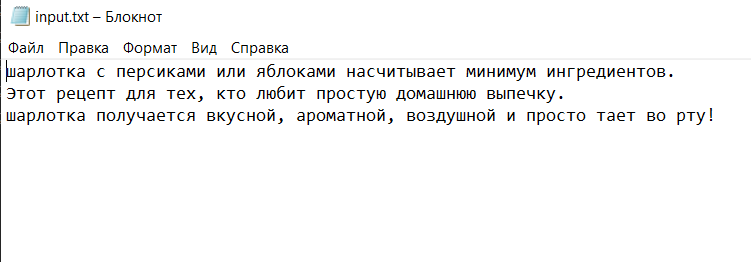 input.txt – Блокнот
Файл Правка Формат Вид Справка
шарлотка с персиками или яблоками насчитывает минимум ингредиентов.
Этот рецепт для тех, кто любит простую домашнюю выпечку.
шарлотка получается вкусной, ароматной, воздушной и просто тает во рту!